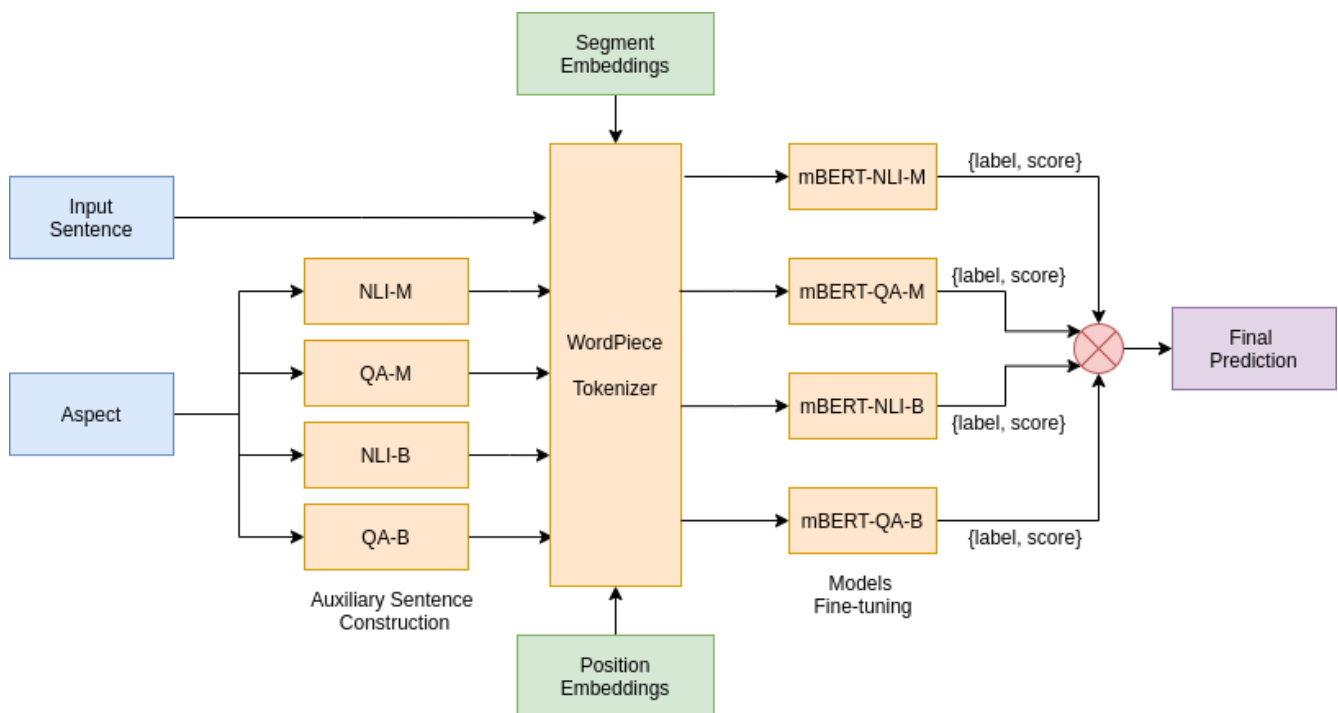 Segment
Embeddings
Input
Sentence
Aspect
NLI-M
QA-M
NLI-B
QA-B
Auxiliary Sentence
Construction
WordPiece
Tokenizer
Position
Embeddings
mBERT-NLI-M
mBERT-QA-M
mBERT-NLI-B
mBERT-QA-B
Models
Fine-tuning
{label, score}
{label, score}
{label, score}
{label, score}
Final
Prediction